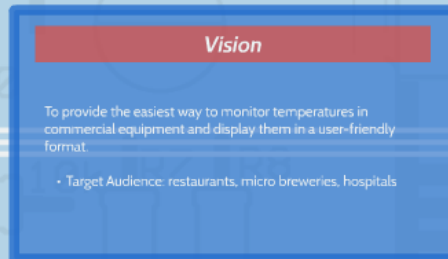 Vision
To provide the easiest way to monitor temperatures in
commercial equipment and display them in a user-friendly
format.
• Target Audience: restaurants, micro breweries, hospitals